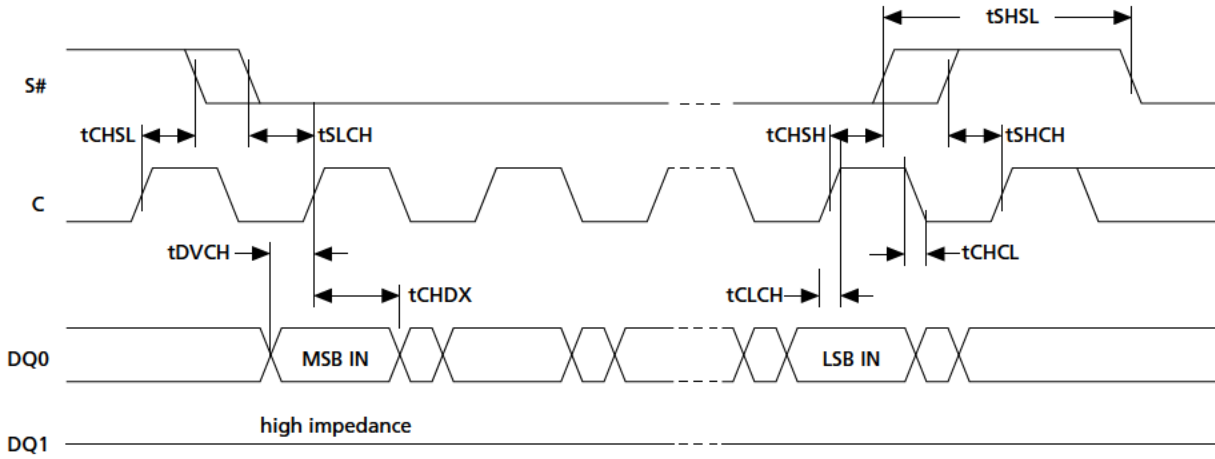 tSHSL
S#
tCHSL
tSLCH
tCHSH
tSHCH
C
tDVCH
tCHCL
tCHDX
tCLCH
DQ0
MSB IN
LSB IN
high impedance
DQ1